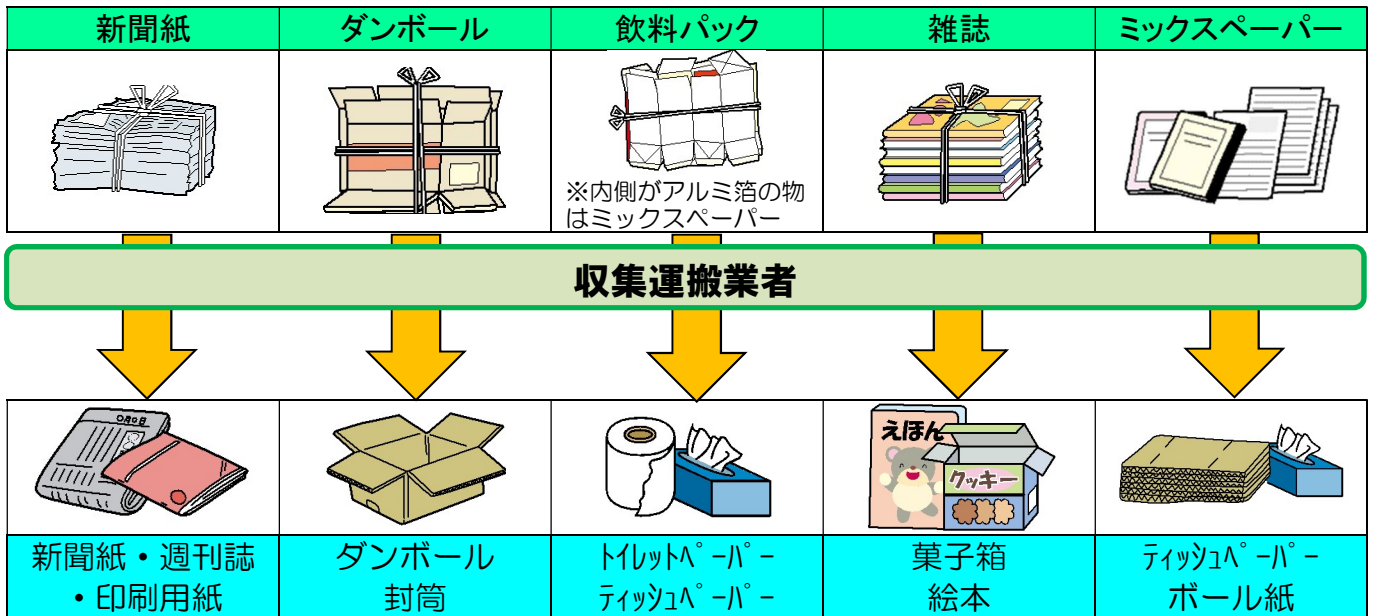 新聞紙
ダンボール
飲料パック
雑誌
ミックスペーパー
※内側がアルミ箔の物
はミックスペーパー
収集運搬業者
○月○日
えほん
クッキー
新聞紙・週刊誌
・印刷用紙
ダンボール
封筒
ﾄｲﾚｯﾄﾍﾟｰﾊﾟｰ
ﾃｨｯｼｭﾍﾟｰﾊﾟｰ
菓子箱
絵本
ﾃｨｯｼｭﾍﾟｰﾊﾟｰ
ボール紙